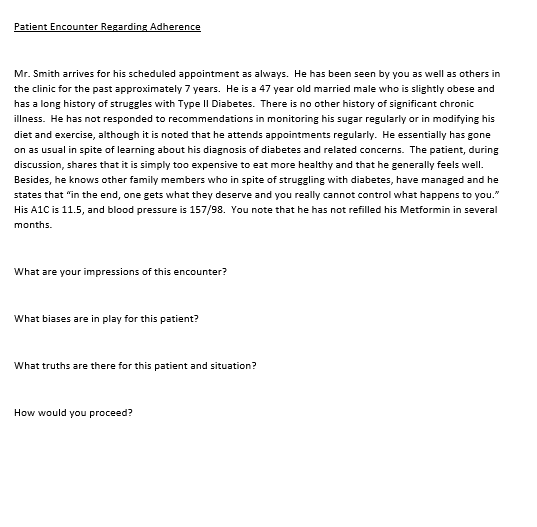 Patient Encounter Regarding Adherence
Mr. Smith arrives for his scheduled appointment as always.  He has been seen by you as well as others in
the clinic for the past approximately 7 years.  He is a 47 year old married male who is slightly obese and
has a long history of struggles with Type II Diabetes.  There is no other history of significant chronic
illness.  He has not responded to recommendations in monitoring his sugar regularly or in modifying his
diet and exercise, although it is noted that he attends appointments regularly.  He essentially has gone
on as usual in spite of learning about his diagnosis of diabetes and related concerns.  The patient, during
discussion, shares that it is simply too expensive to eat more healthy and that he generally feels well.
Besides, he knows other family members who in spite of struggling with diabetes, have managed and he
states that “in the end, one gets what they deserve and you really cannot control what happens to you.”
His A1C is 11.5, and blood pressure is 157/98.  You note that he has not refilled his Metformin in several
months.
What are your impressions of this encounter?
What biases are in play for this patient?
What truths are there for this patient and situation?
How would you proceed?